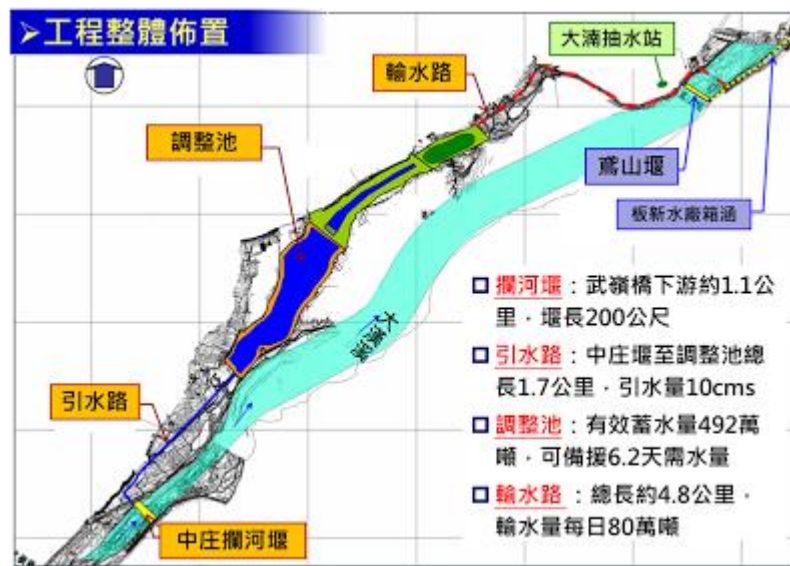 ➢工程整體佈置
大湳抽水站
輸水路
調整池
鳶山堰
板新水廠箱涵
大漢溪
引水路
中庄攔河堰
攔河堰：武嶺橋下游約1.1公
里，堰長200公尺
引水路：中庄堰至調整池總
長1.7公里，引水量10cms
調整池：有效蓄水量492萬
噸，可備援6.2天需水量
輸水路：總長約4.8公里，
輸水量每日80萬噸